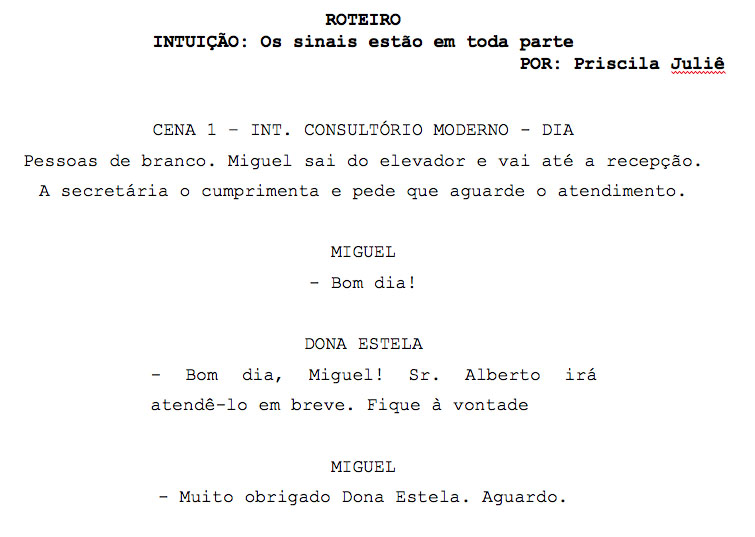 ROTEIRO
INTUIÇÃO: Os sinais estão em toda parte
POR: Priscila Juliê
CENA 1 – INT. CONSULTÓRIO MODERNO - DIA
Pessoas de branco. Miguel sai do elevador e vai até a recepção.
A secretária o cumprimenta e pede que aguarde o atendimento.
MIGUEL
- Bom dia!
DONA ESTELA
- Bom dia, Miguel! Sr. Alberto irá
atendê-lo em breve. Fique à vontade
MIGUEL
- Muito obrigado Dona Estela. Aguardo.